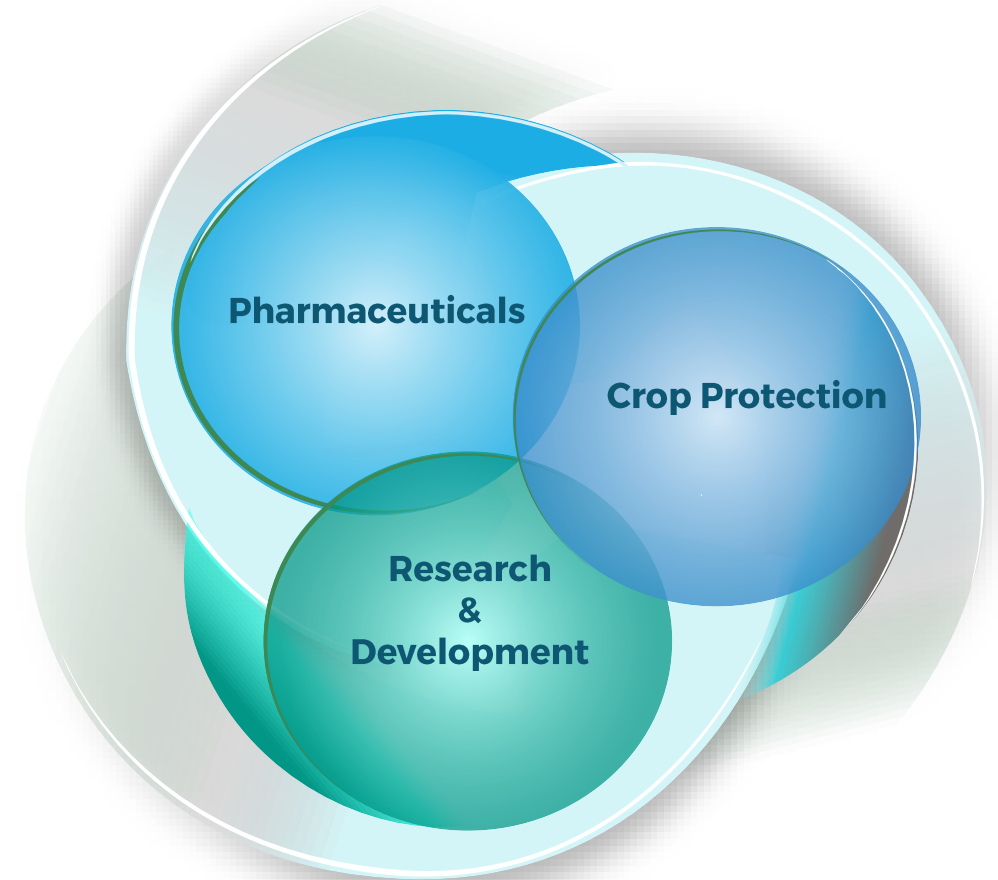 Pharmaceuticals
Crop Protection
Research
&
Development